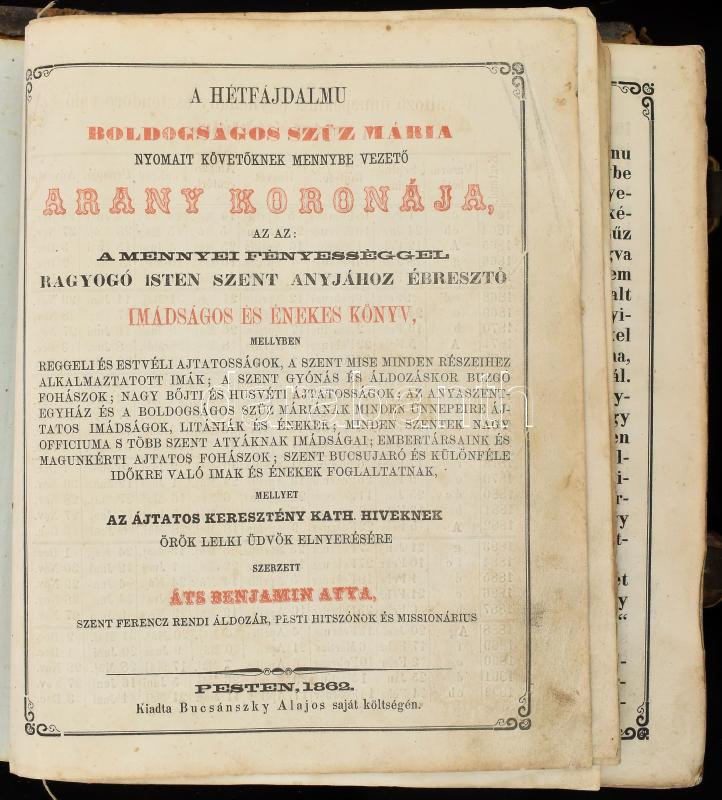 A HÉTFÁJDALMU
BOLDOGSÁGOS SZŰZ MÁRIA
NYOMAIT KÖVETŐKNEK MENNYBE VEZETŐ
ARANY KORONÁJA,
AZ AZ:
A MENNYEI FÉNYESSÉGGEL
RAGYOGÓ ISTEN SZENT ANYJÁHOZ ÉBRESZTŐ
IMÁDSÁGOS ÉS ÉNEKES KÖNYV,
MELLYBEN
REGGELI ÉS ESTVÉLI AJTATOSSÁGOK, A SZENT MISE MINDEN RÉSZEIHEZ
ALKALMAZTATOTT IMÁK; A SZENT GYÓNÁS ÉS ÁLDOZÁSKOR BUZGÓ
FOHÁSZOK; NAGY BŐJTI ÉS HUSVÉTI ÁJTATOSSÁGOK; AZ ANYASZENT-
EGYHÁZ ÉS A BOLDOGSÁGOS SZŰZ MÁRIÁNAK MINDEN ÜNNEPEIRE ÁJ-
TATOS IMÁDSÁGOK, LITÁNIÁK ÉS ÉNEKEK; MINDEN SZENTEK NAGY
OFFICIUMA S TÖBB SZENT ATYÁKNAK IMÁDSÁGAI; EMBERTÁRSAINK ÉS
MAGUNKÉRTI AJTATOS FOHÁSZOK; SZENT BUCSUJARÓ ÉS KÜLÖNFÉLE
IDŐKRE VALÓ IMAK ÉS ÉNEKEK FOGLALTATNAK,
MELLYET
AZ ÁJTATOS KERESZTÉNY KATH. HIVEKNEK
ÖRÖK LELKI ÜDVÖK ELNYERÉSÉRE
SZERZETT
ÁTS BENJAMIN ATYA,
SZENT FERENCZ RENDI ÁLDOZÁR, PESTI HITSZÓNOK ÉS MISSIONÁRIUS
PESTEN, 1862.
Kiadta Bucsánszky Alajos saját költségén.